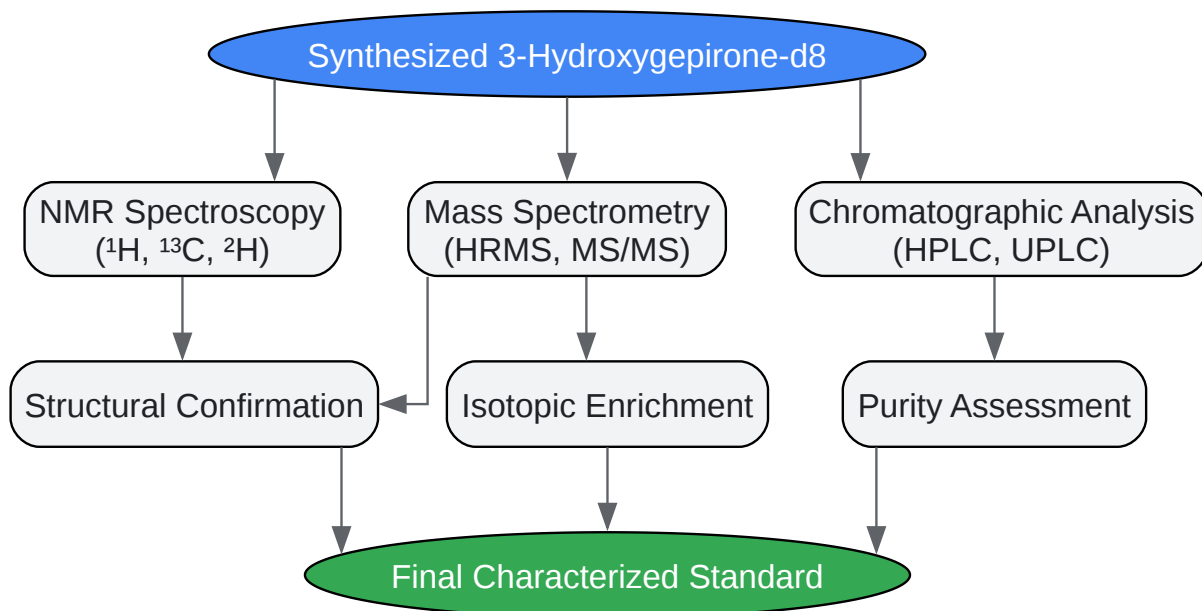 Synthesized 3-Hydroxygepirone-d8
NMR Spectroscopy
(¹H, ¹³C, ²H)
Mass Spectrometry
(HRMS, MS/MS)
Chromatographic Analysis
(HPLC, UPLC)
Structural Confirmation
Isotopic Enrichment
Purity Assessment
Final Characterized Standard